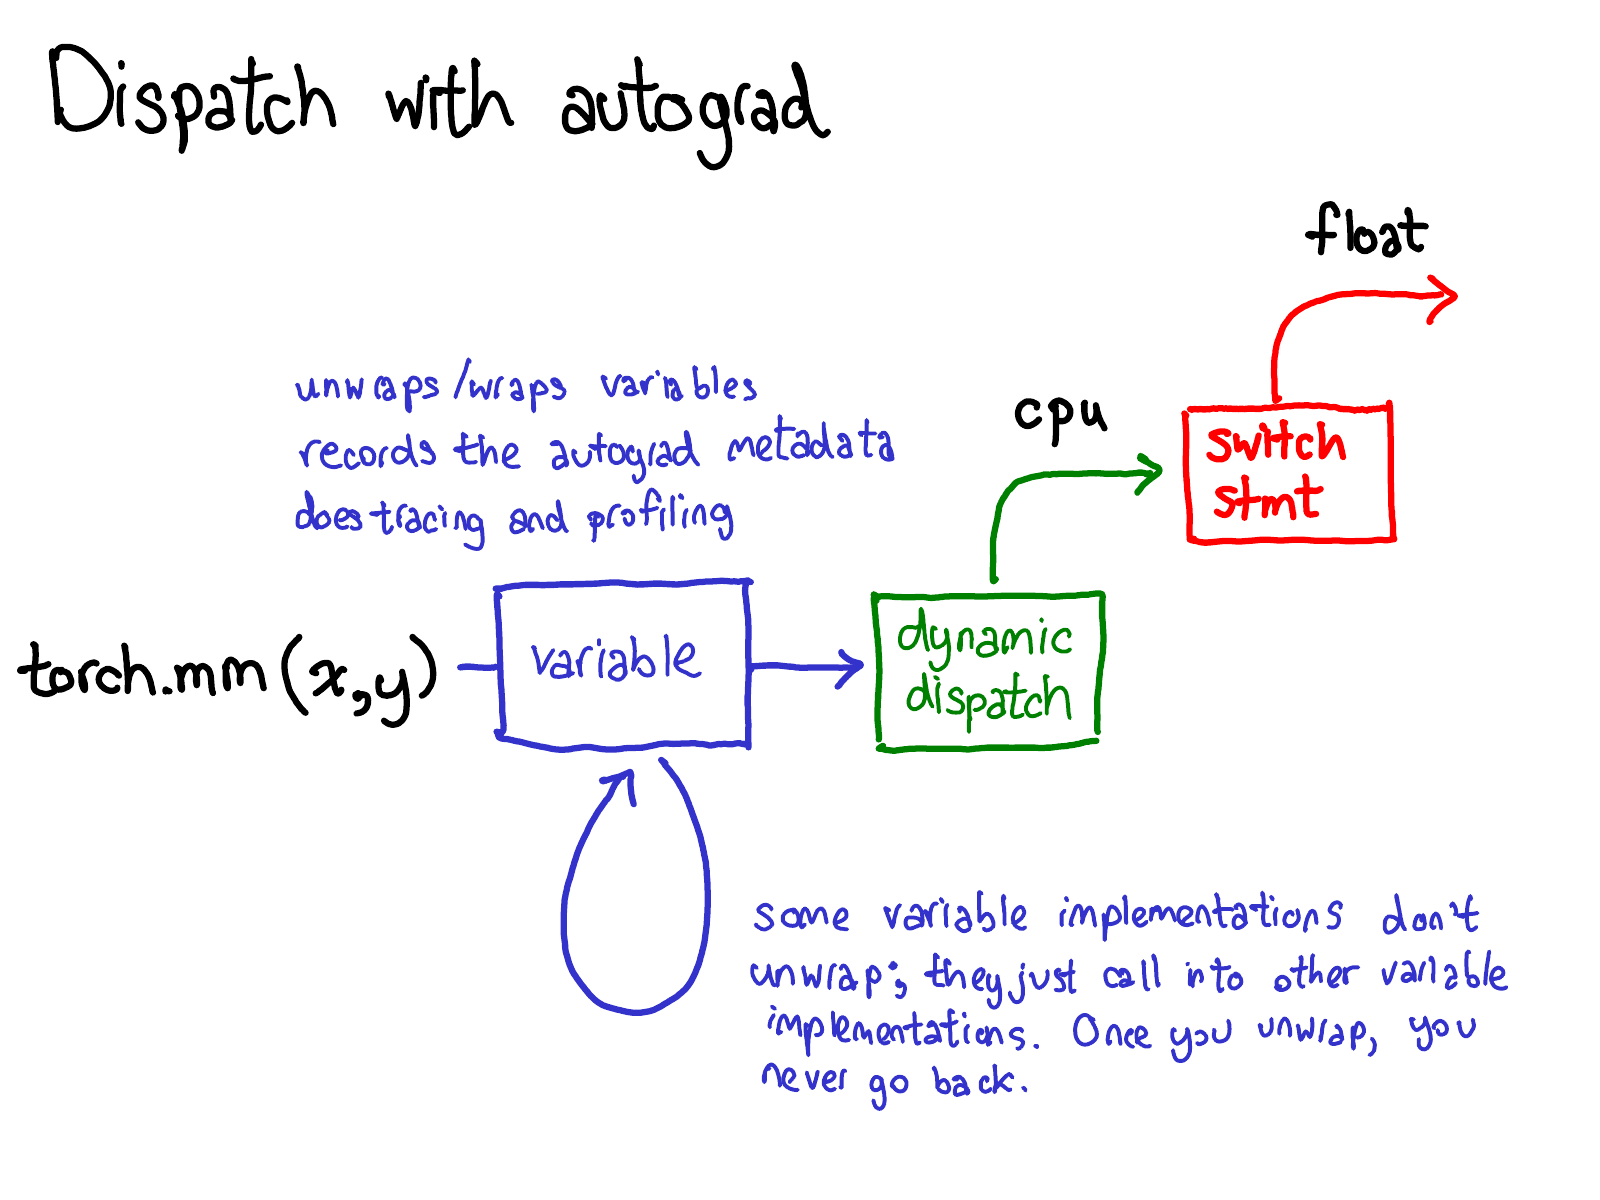 Dispatch with autograd
float
unwraps/wraps variables
records the autograd metadata
does tracing and profiling
cpu
switch
stmt
torch.mm(x,y)
variable
dynamic
dispatch
some variable implementations don't
unwrap; they just call into other variable
implementations. Once you unwrap, you
never go back.